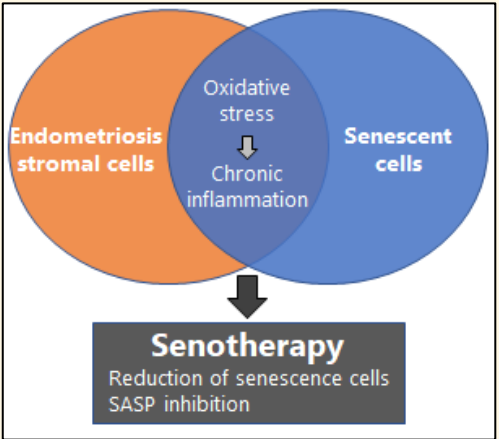 Oxidative
stress
Chronic
inflammation
Endometriosis
stromal cells
Senescent
cells
Senotherapy
Reduction of senescence cells
SASP inhibition